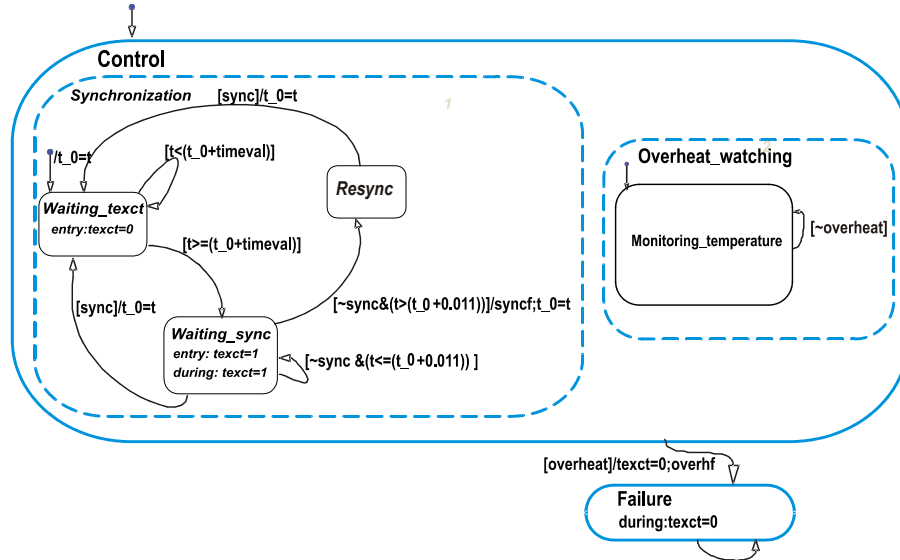 Control
Synchronization
[sync]/t_0=t
1
/t_0=t
[t<(t_0+timeval)]
2
Overheat_watching
Resync
Waiting_texct
entry:texct=0
Monitoring_temperature
[~overheat]
[t>=(t_0+timeval)]
[sync]/t_0=t
[~sync&(t>(t_0+0.011))]/syncf;t_0=t
Waiting_sync
entry: texct=1
during: texct=1
[~sync &(t<=(t_0+0.011)) ]
[overheat]/texct=0;overhf
Failure
during:texct=0